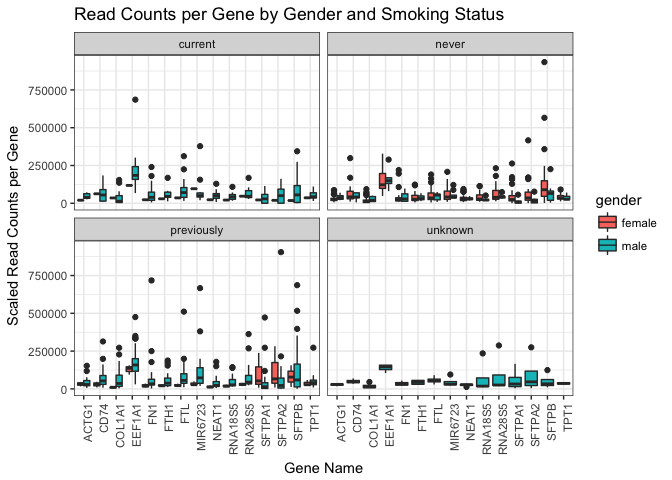 Read Counts per Gene by Gender and Smoking Status
current
never
750000
500000
250000
0
previously
unknown
750000
500000
250000
0
Scaled Read Counts per Gene
ACTG1
CD74
COL1A1
EEF1A1
FN1
FTH1
FTL
MIR6723
NEAT1
RNA18S5
RNA28S5
SFTPA1
SFTPA2
SFTPB
TPT1
ACTG1
CD74
COL1A1
EEF1A1
FN1
FTH1
FTL
MIR6723
NEAT1
RNA18S5
RNA28S5
SFTPA1
SFTPA2
SFTPB
TPT1
Gene Name
gender
female
male